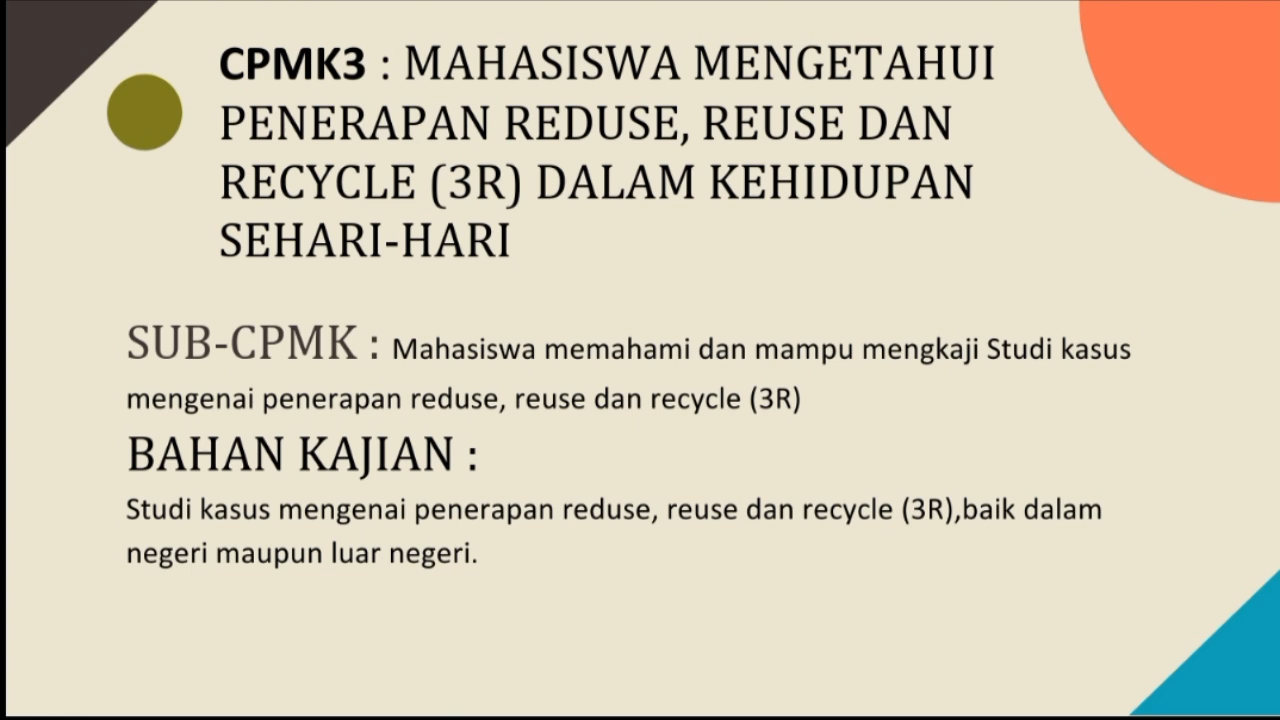 CPMK3 : MAHASISWA MENGETAHUI
PENERAPAN REDUSE, REUSE DAN
RECYCLE (3R) DALAM KEHIDUPAN
SEHARI-HARI
SUB-CPMK : Mahasiswa memahami dan mampu mengkaji Studi kasus
mengenai penerapan reduse, reuse dan recycle (3R)
BAHAN KAJIAN :
Studi kasus mengenai penerapan reduse, reuse dan recycle (3R),baik dalam
negeri maupun luar negeri.